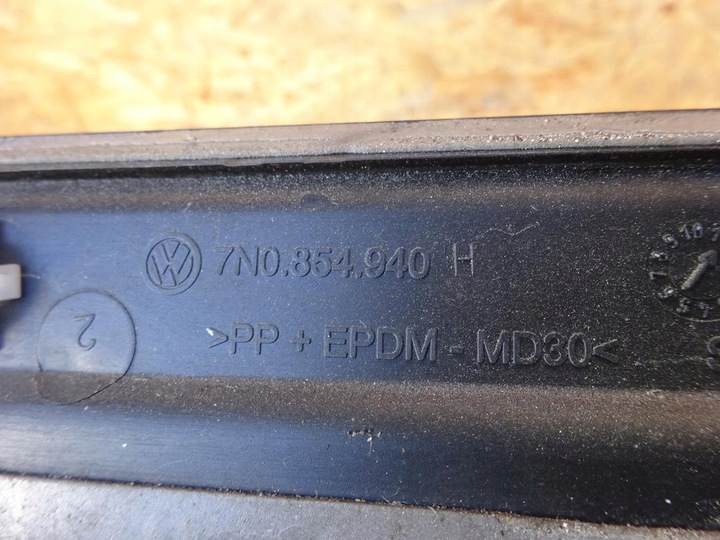 7N0.854.940 H
>PP + EPDM - MD30<
2